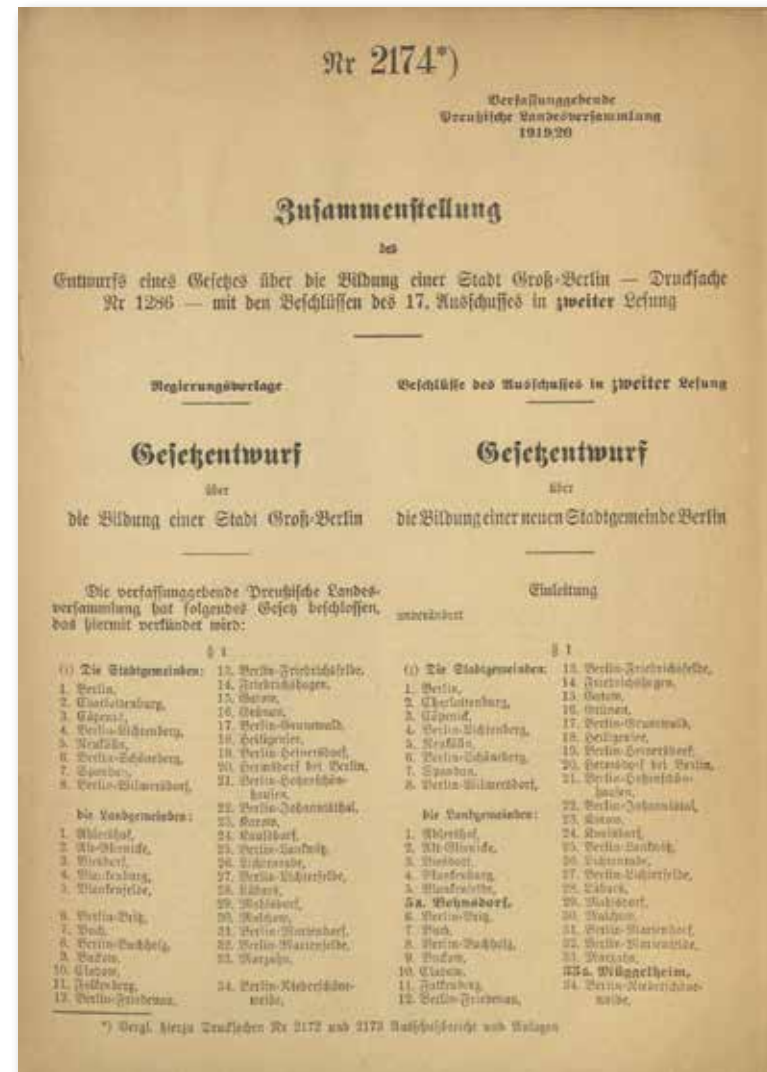 Nr 2174*)
Verfassunggebende
Preußische Landesversammlung
1919/20
Zusammenstellung
des
Entwurfs eines Gesetzes über die Bildung einer Stadt Groß-Berlin — Drucksache
Nr 1286 — mit den Beschlüssen des 17. Ausschusses in zweiter Lesung
Regierungsvorlage
Gesetzentwurf
über
die Bildung einer Stadt Groß-Berlin
Die verfassunggebende Preußische Landes-
versammlung hat folgendes Gesetz beschlossen,
das hiermit verkündet wird:
§ 1
(1) Die Stadtgemeinden:
1. Berlin,
2. Charlottenburg,
3. Cöpenick,
4. Berlin-Lichtenberg,
5. Neukölln,
6. Berlin-Schöneberg,
7. Spandau,
8. Berlin-Wilmersdorf,
die Landgemeinden:
1. Adlershof,
2. Alt-Glienicke,
3. Biesdorf,
4. Blankenburg,
5. Blankenfelde,
6. Berlin-Britz,
7. Buch,
8. Berlin-Buchholz,
9. Buckow,
10. Cladow,
11. Falkenberg,
12. Berlin-Friedenau,
13. Berlin-Friedrichsfelde,
14. Friedrichshagen,
15. Gatow,
16. Grünau,
17. Berlin-Grunewald,
18. Heiligensee,
19. Berlin-Heinersdorf,
20. Hermsdorf bei Berlin,
21. Berlin-Hohenschön-
hausen,
22. Berlin-Johannisthal,
23. Karow,
24. Kaulsdorf,
25. Berlin-Lankwitz,
26. Lichtenrade,
27. Berlin-Lichterfelde,
28. Lübars,
29. Mahlsdorf,
30. Malchow,
31. Berlin-Mariendorf,
32. Berlin-Marienfelde,
33. Marzahn,
34. Berlin-Niederschöne-
weide,
Beschlüsse des Ausschusses in zweiter Lesung
Gesetzentwurf
über
die Bildung einer neuen Stadtgemeinde Berlin
Einleitung
unverändert
§ 1
(1) Die Stadtgemeinden:
1. Berlin,
2. Charlottenburg,
3. Cöpenick,
4. Berlin-Lichtenberg,
5. Neukölln,
6. Berlin-Schöneberg,
7. Spandau,
8. Berlin-Wilmersdorf,
die Landgemeinden:
1. Adlershof,
2. Alt-Glienicke,
3. Biesdorf,
4. Blankenburg,
5. Blankenfelde,
5a. Bohnsdorf,
6. Berlin-Britz,
7. Buch,
8. Berlin-Buchholz,
9. Buckow,
10. Cladow,
11. Falkenberg,
12. Berlin-Friedenau,
13. Berlin-Friedrichsfelde,
14. Friedrichshagen,
15. Gatow,
16. Grünau,
17. Berlin-Grunewald,
18. Heiligensee,
19. Berlin-Heinersdorf,
20. Hermsdorf bei Berlin,
21. Berlin-Hohenschön-
hausen,
22. Berlin-Johannisthal,
23. Karow,
24. Kaulsdorf,
25. Berlin-Lankwitz,
26. Lichtenrade,
27. Berlin-Lichterfelde,
28. Lübars,
29. Mahlsdorf,
30. Malchow,
31. Berlin-Mariendorf,
32. Berlin-Marienfelde,
33. Marzahn,
33a. Müggelheim,
34. Berlin-Niederschöne-
weide,
*) Vergl. hierzu Drucksachen Nr 2172 und 2173 Ausschußbericht und Anlagen